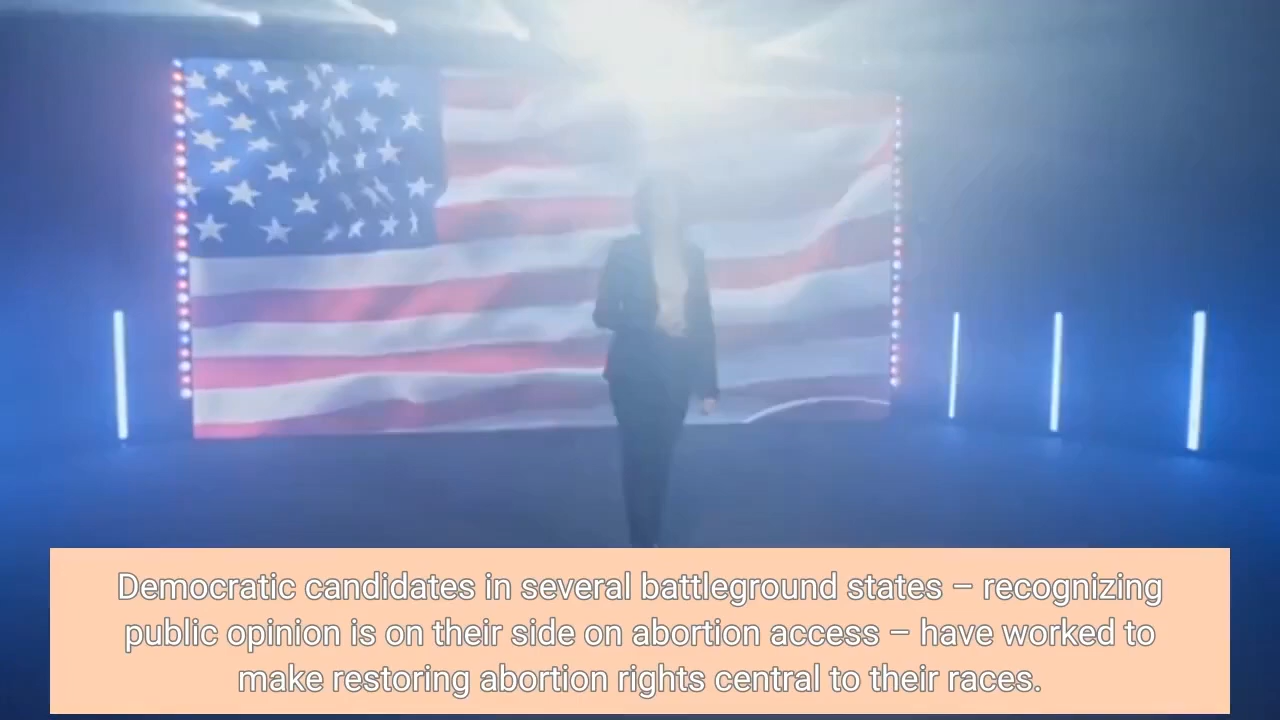 Democratic candidates in several battleground states – recognizing
public opinion is on their side on abortion access – have worked to
make restoring abortion rights central to their races.